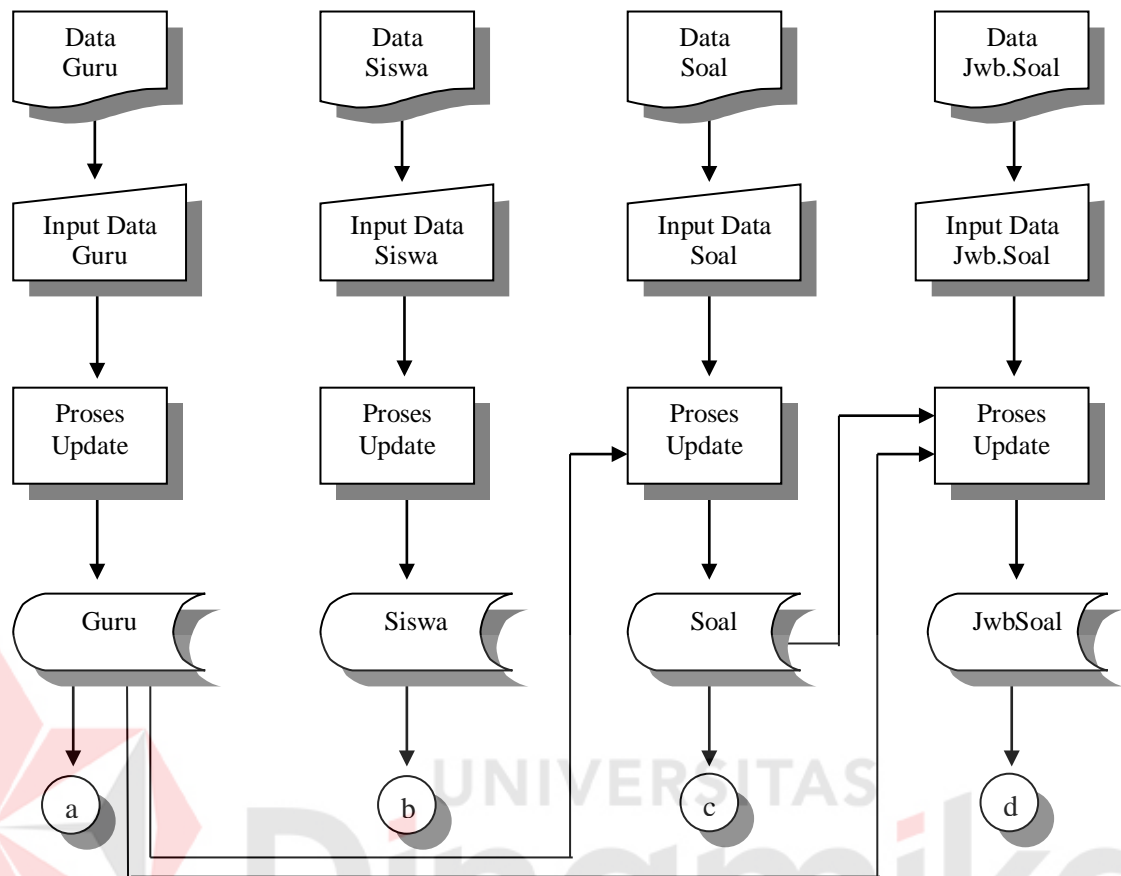 Data
Guru
Data
Siswa
Data
Soal
Data
Jwb.Soal
Input Data
Guru
Input Data
Siswa
Input Data
Soal
Input Data
Jwb.Soal
Proses
Update
Proses
Update
Proses
Update
Proses
Update
Guru
Siswa
Soal
JwbSoal
a
b
c
d
UNIVERSITAS
Dinamika